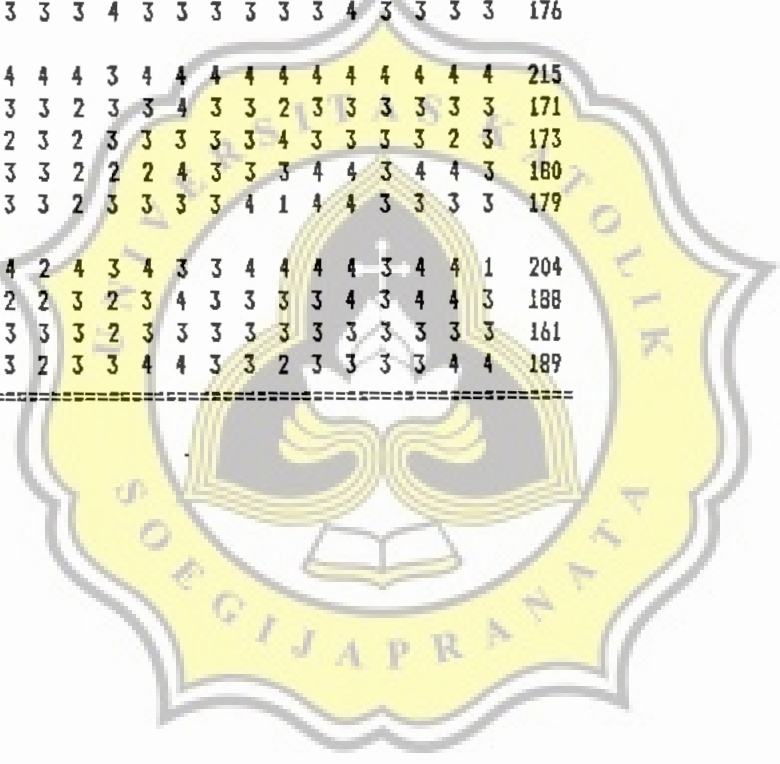 3 3 3 4 3 3 3 3 3 3 4 3 3 3 3 176
4 4 4 3 4 4 4 4 4 4 4 4 4 4 4 215
3 3 2 3 3 4 3 3 2 3 3 3 3 3 3 171
2 3 2 3 3 3 3 3 4 3 3 3 3 2 3 173
3 3 2 2 2 4 3 3 3 4 4 3 4 4 3 180
3 3 2 3 3 3 3 4 1 4 4 3 3 3 3 179
4 2 4 3 4 3 3 4 4 4 4 3 4 4 1 204
2 2 3 2 3 4 3 3 3 3 4 3 4 4 3 188
3 3 3 2 3 3 3 3 3 3 3 3 3 3 3 161
3 2 3 3 4 4 3 3 2 3 3 3 3 4 4 189
UNIVERSITAS KATOLIK
SOEGIJAPRANATA